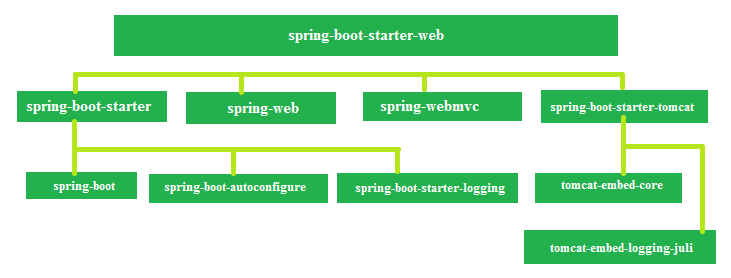 spring-boot-starter-web
spring-boot-starter
spring-web
spring-webmvc
spring-boot-starter-tomcat
spring-boot
spring-boot-autoconfigure
spring-boot-starter-logging
tomcat-embed-core
tomcat-embed-logging-juli